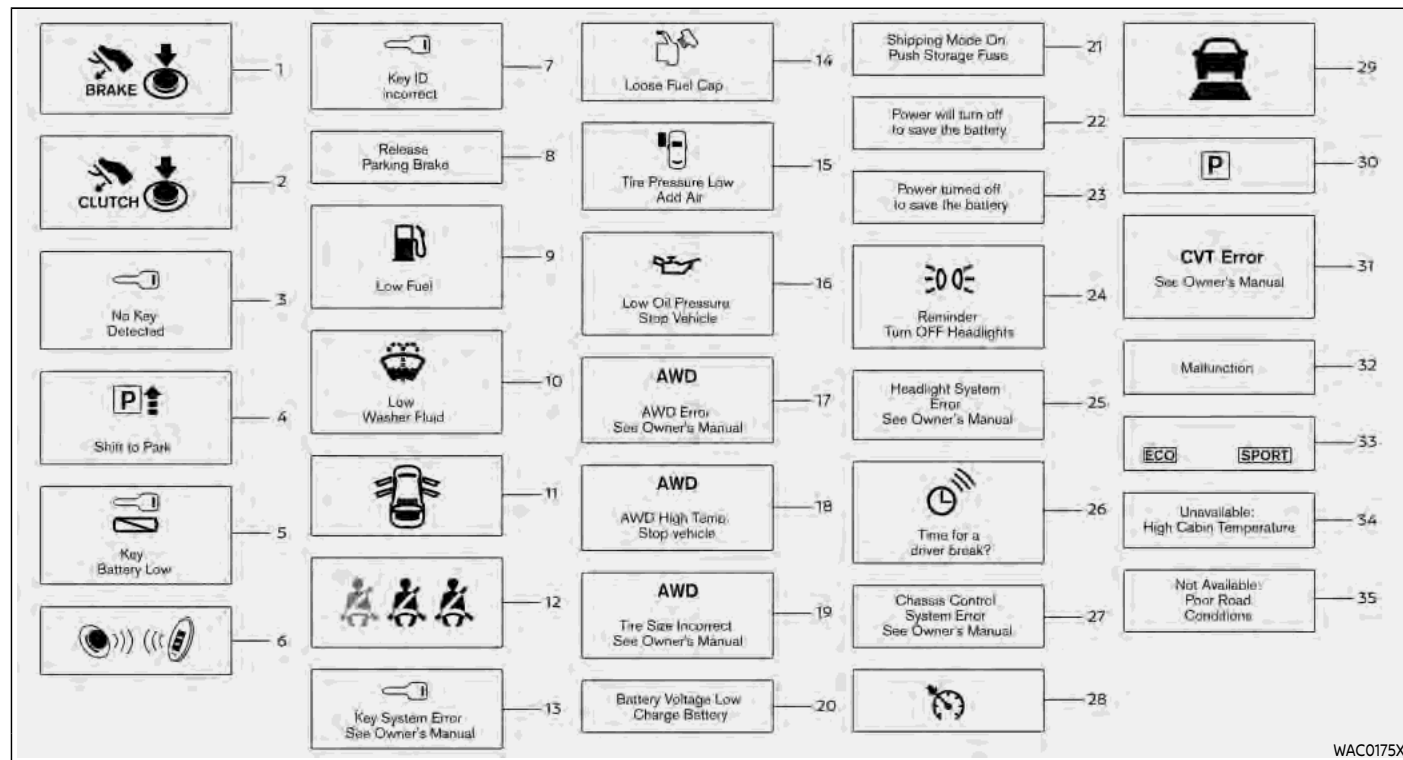 BRAKE
1
CLUTCH
2
No Key
Detected
3
P
Shift to Park
4
Key
Battery Low
5
6
Key ID
Incorrect
7
Release
Parking Brake
8
Low Fuel
9
Low
Washer Fluid
10
11
12
Key System Error
See Owner's Manual
13
Loose Fuel Cap
14
Tire Pressure Low
Add Air
15
Low Oil Pressure
Stop Vehicle
16
AWD
AWD Error
See Owner's Manual
17
AWD
AWD High Temp.
Stop vehicle
18
AWD
Tire Size Incorrect
See Owner's Manual
19
Battery Voltage Low
Charge Battery
20
Shipping Mode On
Push Storage Fuse
21
Power will turn off
to save the battery
22
Power turned off
to save the battery
23
Reminder
Turn OFF Headlights
24
Headlight System
Error
See Owner's Manual
25
Time for a
driver break?
26
Chassis Control
System Error
See Owner's Manual
27
28
29
P
30
CVT Error
See Owner's Manual
31
Malfunction
32
ECO SPORT
33
Unavailable:
High Cabin Temperature
34
Not Available:
Poor Road
Conditions
35
WAC0175X